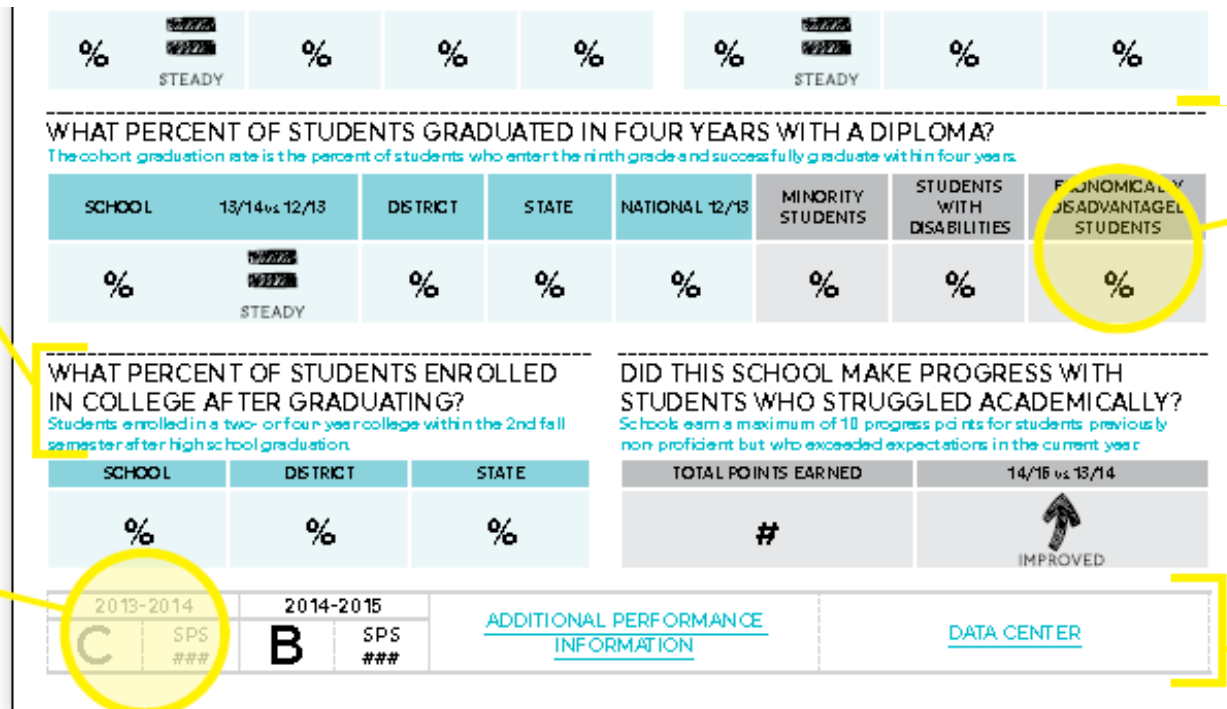 % % % % % % %
STEADY STEADY
WHAT PERCENT OF STUDENTS GRADUATED IN FOUR YEARS WITH A DIPLOMA?
The cohort graduation rate is the percent of students who enter the ninth grade and successfully graduate within four years.
SCHOOL 13/14 vs 12/13 DISTRICT STATE NATIONAL 12/13 MINORITY STUDENTS STUDENTS WITH DISABILITIES ECONOMICALLY DISADVANTAGED STUDENTS
% % % % % % %
STEADY
WHAT PERCENT OF STUDENTS ENROLLED
IN COLLEGE AFTER GRADUATING?
Students enrolled in a two- or four-year college within the 2nd fall
semester after high school graduation.
SCHOOL DISTRICT STATE
% % %
DID THIS SCHOOL MAKE PROGRESS WITH
STUDENTS WHO STRUGGLED ACADEMICALLY?
Schools earn a maximum of 10 progress points for students previously
non-proficient but who exceeded expectations in the current year
TOTAL POINTS EARNED 14/15 vs 13/14
#
IMPROVED
2013-2014 2014-2015
C SPS ### B SPS ###
ADDITIONAL PERFORMANCE
INFORMATION
DATA CENTER